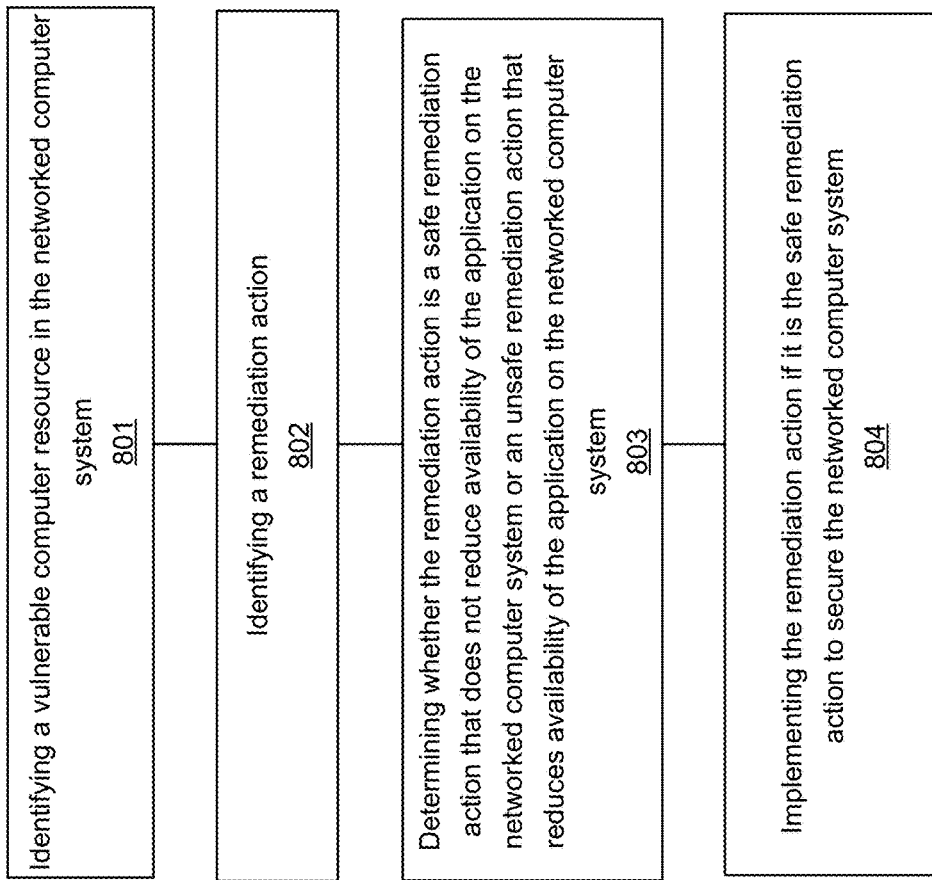 Identifying a vulnerable computer resource in the networked computer
system
801
Identifying a remediation action
802
Determining whether the remediation action is a safe remediation
action that does not reduce availability of the application on the
networked computer system or an unsafe remediation action that
reduces availability of the application on the networked computer
system
803
Implementing the remediation action if it is the safe remediation
action to secure the networked computer system
804